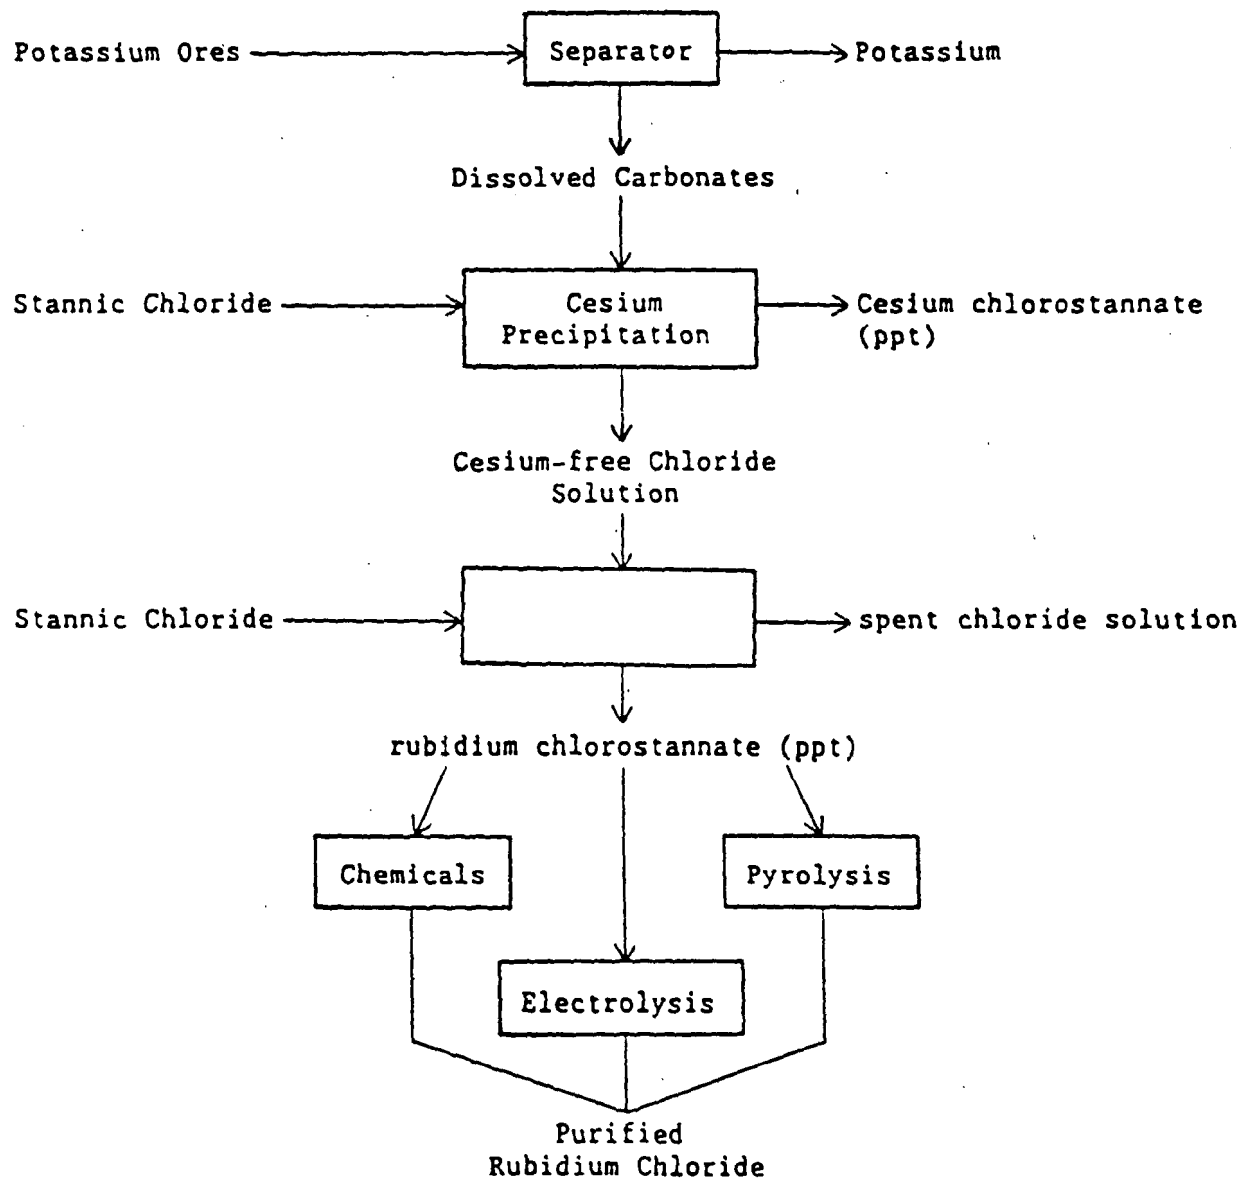 Potassium Ores
Separator
Potassium
Dissolved Carbonates
Stannic Chloride
Cesium
Precipitation
Cesium chlorostannate
(ppt)
Cesium-free Chloride
Solution
Stannic Chloride
spent chloride solution
rubidium chlorostannate (ppt)
Chemicals
Pyrolysis
Electrolysis
Purified
Rubidium Chloride